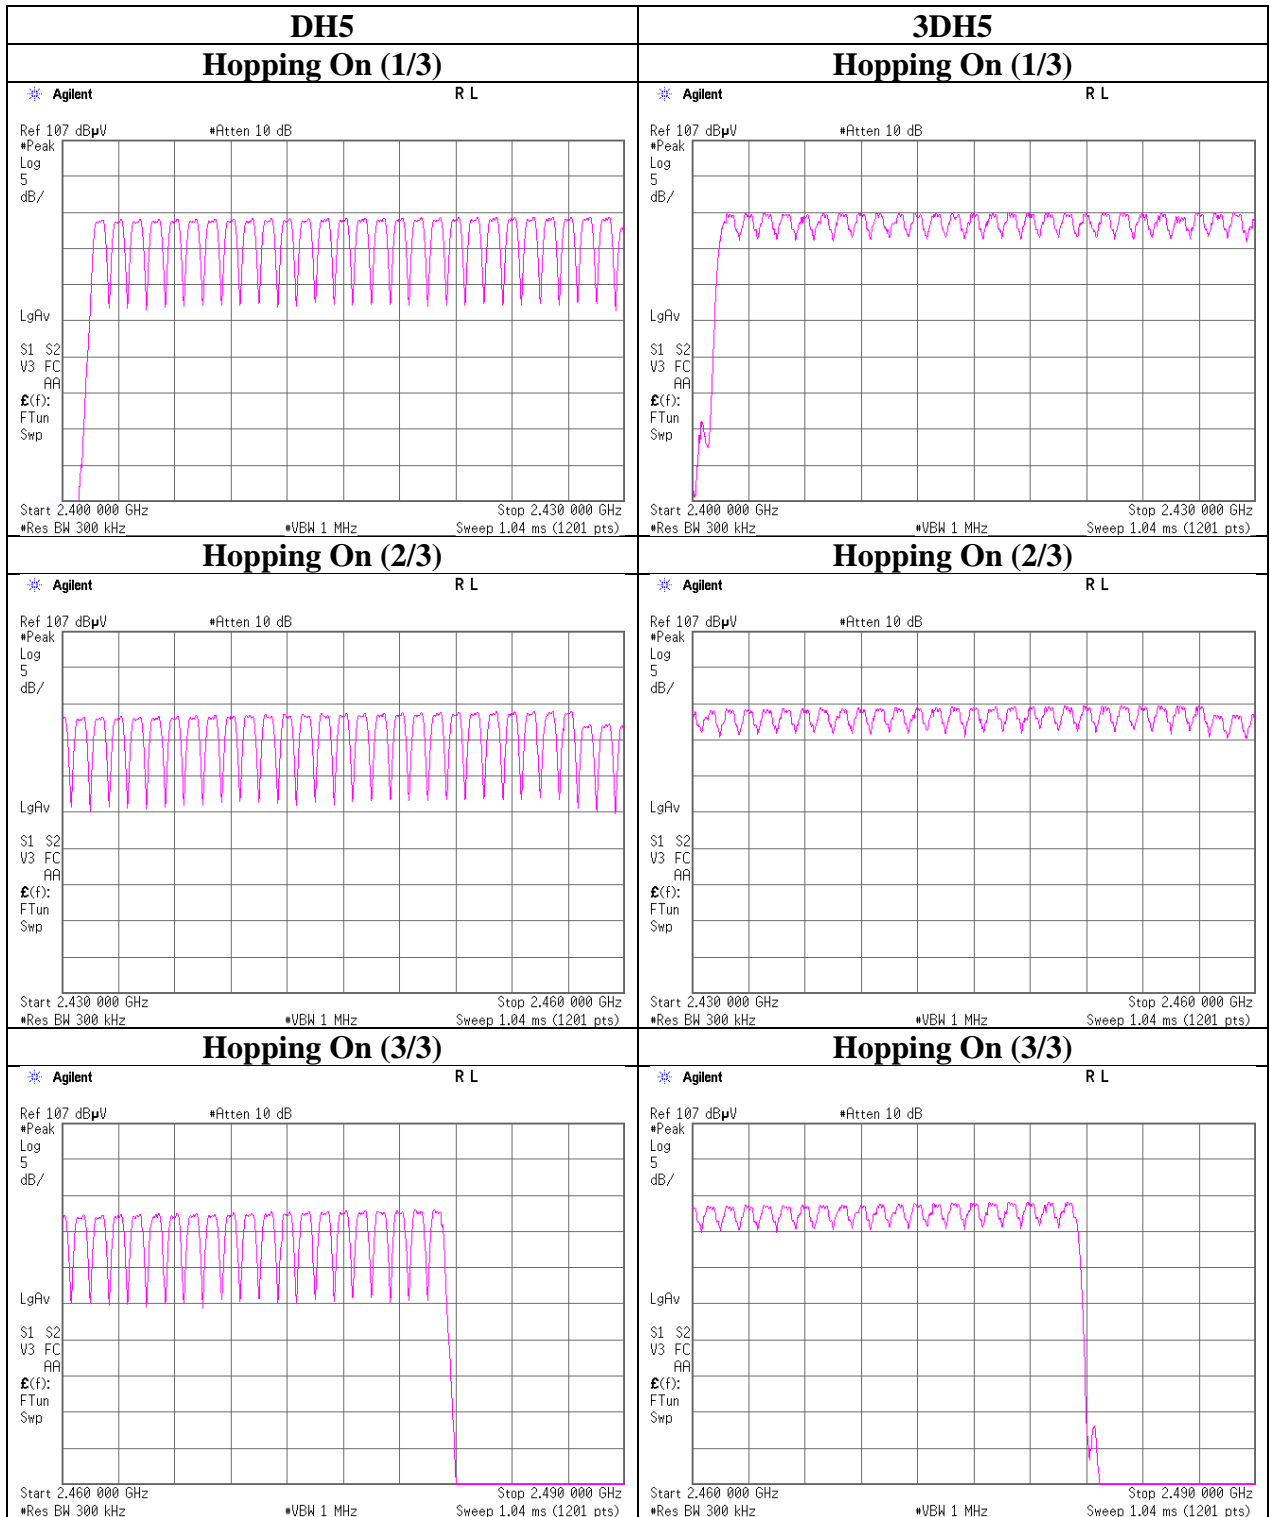 DH5 3DH5
Hopping On (1/3) Hopping On (1/3)
Agilent R L
Ref 107 dBµV #Atten 10 dB
#Peak
Log
5
dB/
LgAv
S1 S2
V3 FC
AA
£(f):
FTun
Swp
Start 2.400 000 GHz Stop 2.430 000 GHz
#Res BW 300 kHz #VBW 1 MHz Sweep 1.04 ms (1201 pts)
Agilent R L
Ref 107 dBµV #Atten 10 dB
#Peak
Log
5
dB/
LgAv
S1 S2
V3 FC
AA
£(f):
FTun
Swp
Start 2.400 000 GHz Stop 2.430 000 GHz
#Res BW 300 kHz #VBW 1 MHz Sweep 1.04 ms (1201 pts)
Hopping On (2/3) Hopping On (2/3)
Agilent R L
Ref 107 dBµV #Atten 10 dB
#Peak
Log
5
dB/
LgAv
S1 S2
V3 FC
AA
£(f):
FTun
Swp
Start 2.430 000 GHz Stop 2.460 000 GHz
#Res BW 300 kHz #VBW 1 MHz Sweep 1.04 ms (1201 pts)
Agilent R L
Ref 107 dBµV #Atten 10 dB
#Peak
Log
5
dB/
LgAv
S1 S2
V3 FC
AA
£(f):
FTun
Swp
Start 2.430 000 GHz Stop 2.460 000 GHz
#Res BW 300 kHz #VBW 1 MHz Sweep 1.04 ms (1201 pts)
Hopping On (3/3) Hopping On (3/3)
Agilent R L
Ref 107 dBµV #Atten 10 dB
#Peak
Log
5
dB/
LgAv
S1 S2
V3 FC
AA
£(f):
FTun
Swp
Start 2.460 000 GHz Stop 2.490 000 GHz
#Res BW 300 kHz #VBW 1 MHz Sweep 1.04 ms (1201 pts)
Agilent R L
Ref 107 dBµV #Atten 10 dB
#Peak
Log
5
dB/
LgAv
S1 S2
V3 FC
AA
£(f):
FTun
Swp
Start 2.460 000 GHz Stop 2.490 000 GHz
#Res BW 300 kHz #VBW 1 MHz Sweep 1.04 ms (1201 pts)